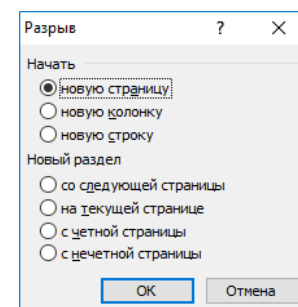 Разрыв ?
Начать
новую страницу
новую колонку
новую строку
Новый раздел
со следующей страницы
на текущей странице
с четной страницы
с нечетной страницы
ОК Отмена